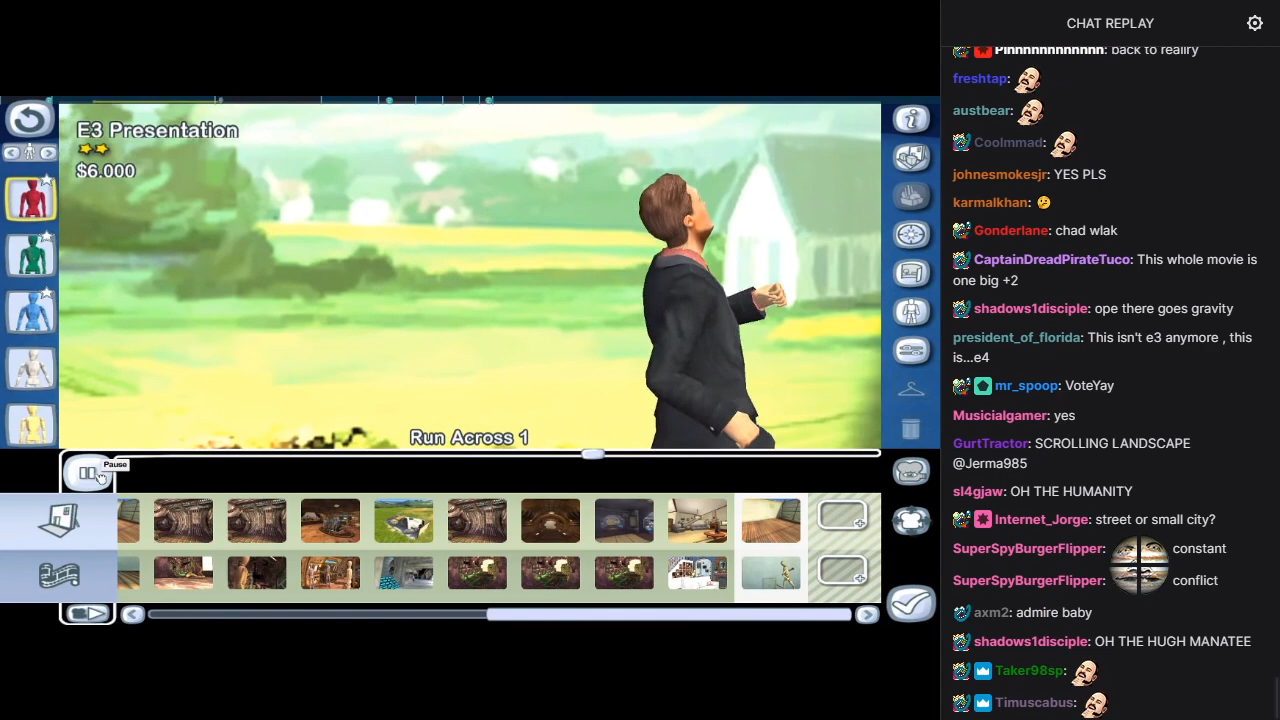 E3 Presentation
$6.000
Run Across 1
Pause
CHAT REPLAY
Pinnnnnnnnnnnn: back to realiry
freshtap:
austbear:
Coolmmad:
johnesmokesjr: YES PLS
karmalkhan:
Gonderlane: chad wlak
CaptainDreadPirateTuco: This whole movie is
one big +2
shadows1disciple: ope there goes gravity
president_of_florida: This isn't e3 anymore , this
is...e4
mr_spoop: VoteYay
Musicialgamer: yes
GurtTractor: SCROLLING LANDSCAPE
@Jerma985
sl4gjaw: OH THE HUMANITY
Internet_Jorge: street or small city?
SuperSpyBurgerFlipper: constant
SuperSpyBurgerFlipper: conflict
axm2: admire baby
shadows1disciple: OH THE HUGH MANATEE
Taker98sp:
Timuscabus: